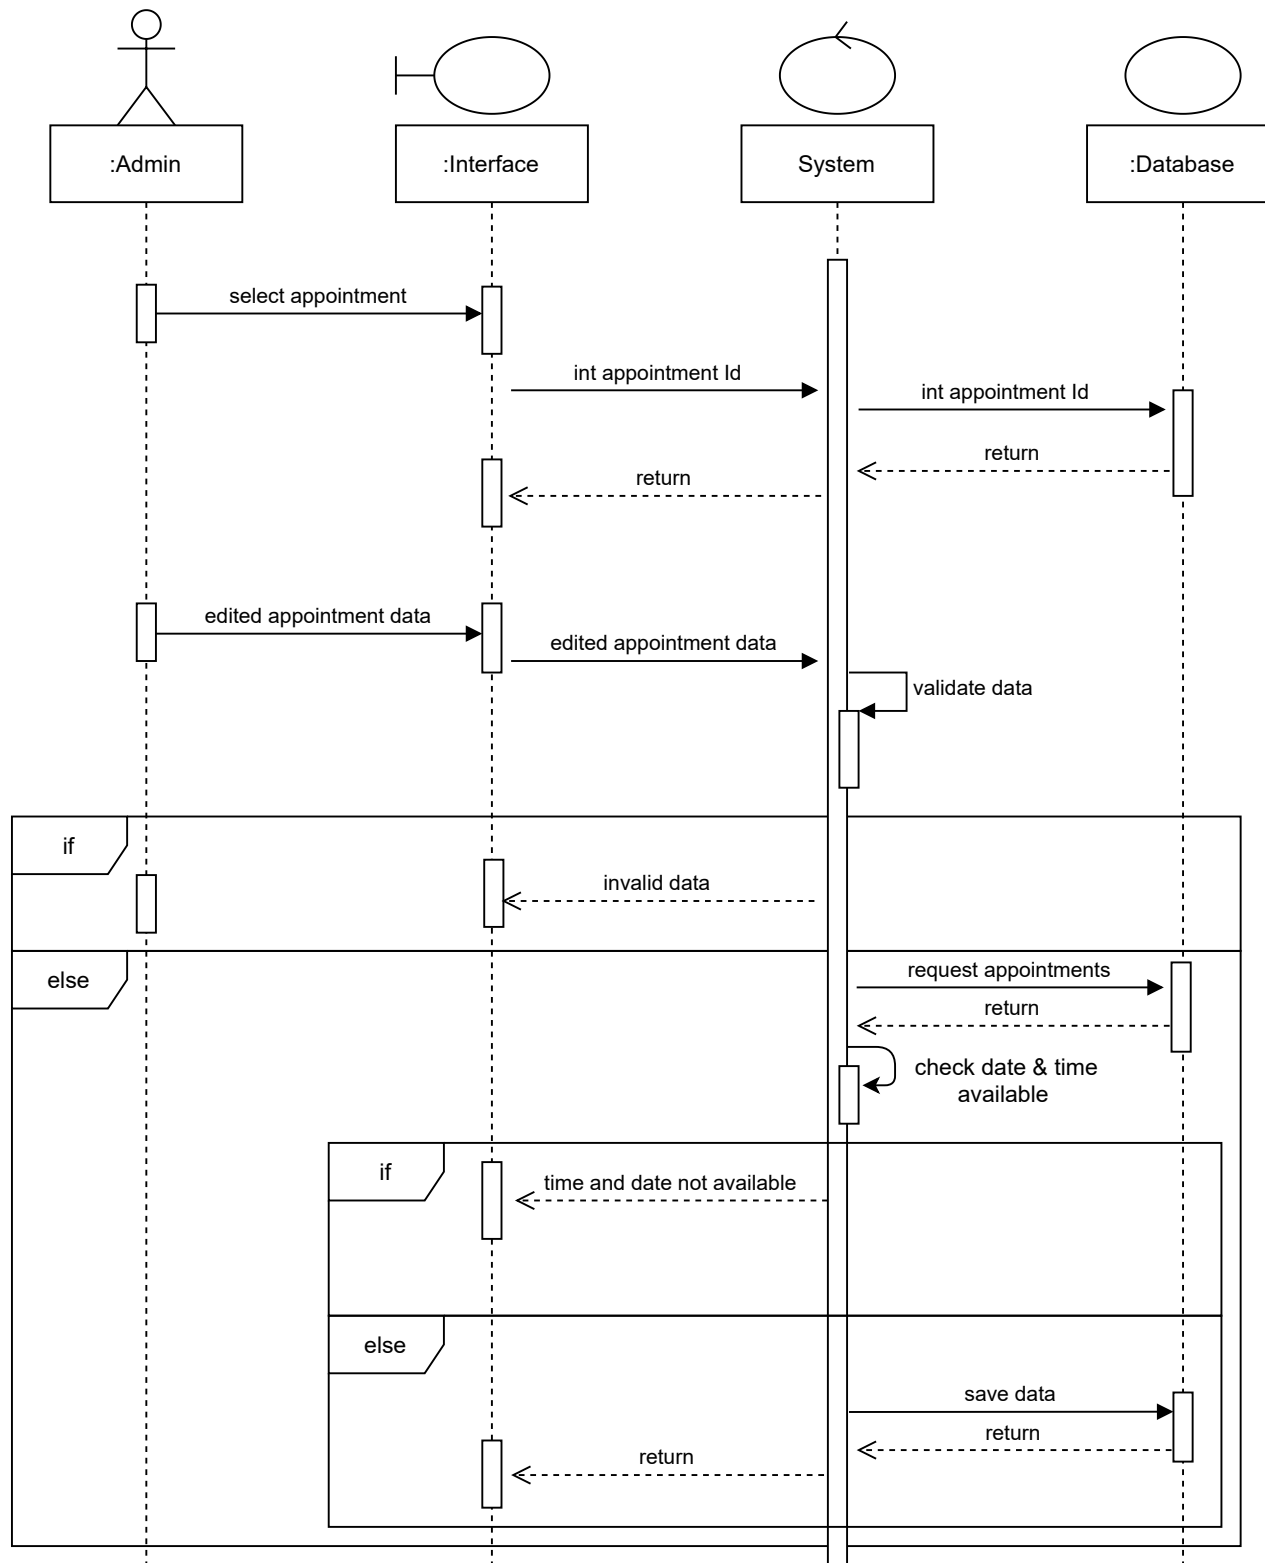 :Admin
:Interface
System
:Database
select appointment
int appointment Id
int appointment Id
return
return
edited appointment data
edited appointment data
validate data
if
invalid data
else
request appointments
return
check date & time
available
if
time and date not available
else
save data
return
return